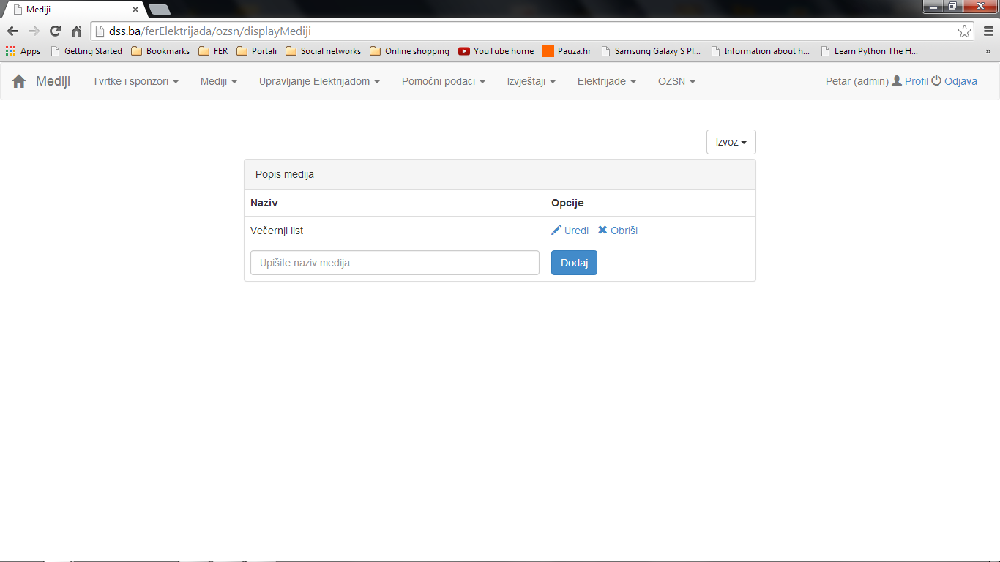 Mediji
dss.ba/ferElektrijada/ozsn/displayMediji
Apps Getting Started Bookmarks FER Portali Social networks Online shopping YouTube home Pauza.hr Samsung Galaxy S Pl... Information about h... Learn Python The H... »
Mediji Tvrtke i sponzori Mediji Upravljanje Elektrijadom Pomoćni podaci Izvještaji Elektrijade OZSN Petar (admin) Profil Odjava
Izvoz
Popis medija
Naziv Opcije
Večernji list Uredi Obriši
Upišite naziv medija Dodaj